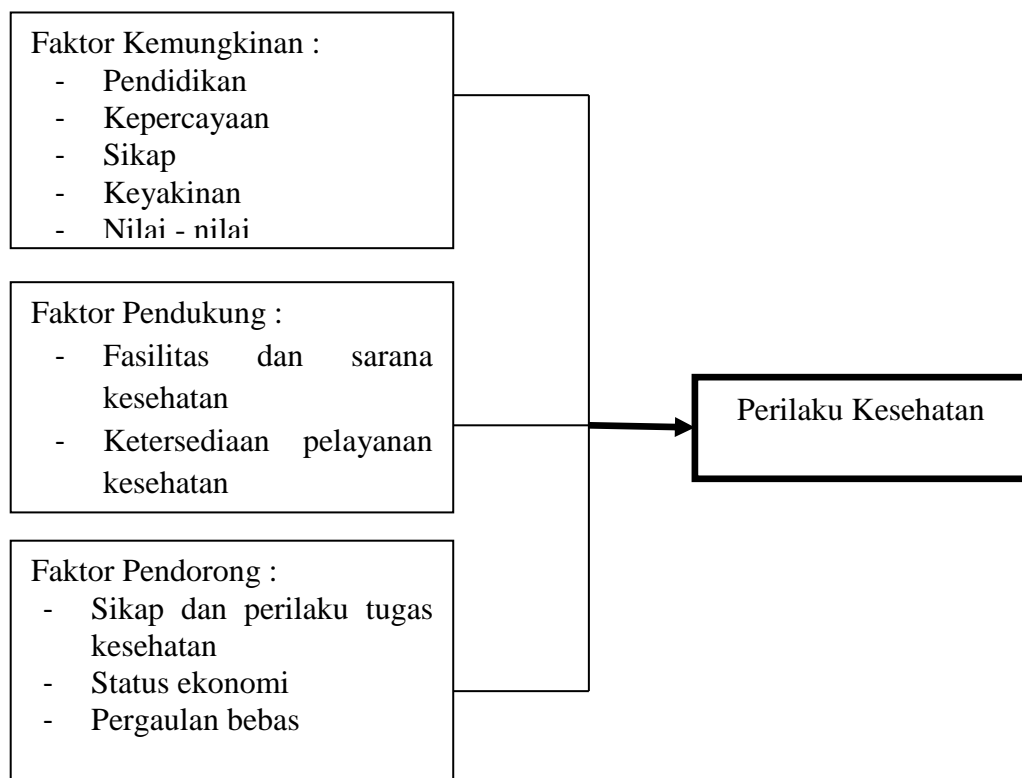 Faktor Kemungkinan :
- Pendidikan
- Kepercayaan
- Sikap
- Keyakinan
- Nilai - nilai
Faktor Pendukung :
- Fasilitas dan sarana
kesehatan
- Ketersediaan pelayanan
kesehatan
Perilaku Kesehatan
Faktor Pendorong :
- Sikap dan perilaku tugas
kesehatan
- Status ekonomi
- Pergaulan bebas